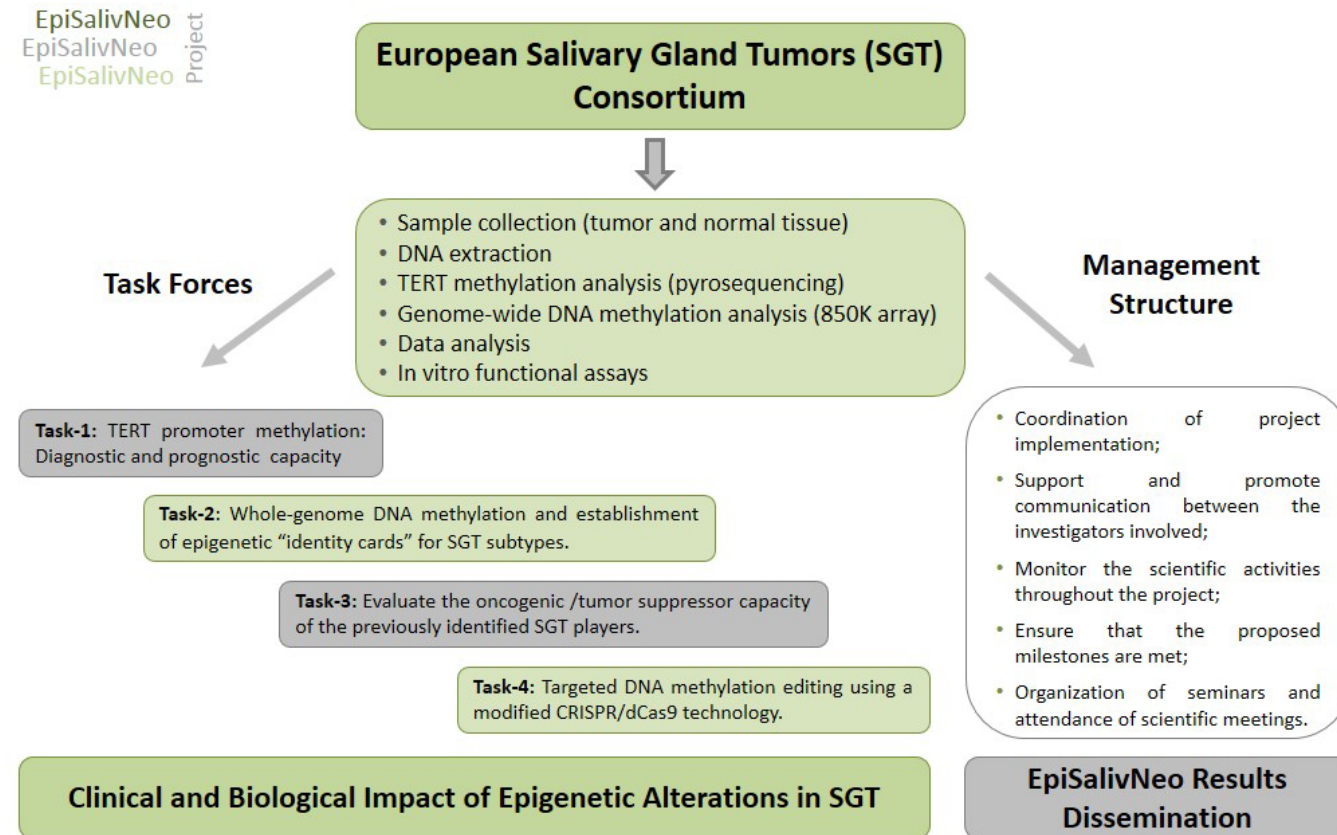 EpiSalivNeo
EpiSalivNeo
EpiSalivNeo
Project
European Salivary Gland Tumors (SGT)
Consortium
• Sample collection (tumor and normal tissue)
• DNA extraction
• TERT methylation analysis (pyrosequencing)
• Genome-wide DNA methylation analysis (850K array)
• Data analysis
• In vitro functional assays
Task Forces
Management
Structure
Task-1: TERT promoter methylation:
Diagnostic and prognostic capacity
Task-2: Whole-genome DNA methylation and establishment
of epigenetic “identity cards” for SGT subtypes.
Task-3: Evaluate the oncogenic /tumor suppressor capacity
of the previously identified SGT players.
Task-4: Targeted DNA methylation editing using a
modified CRISPR/dCas9 technology.
• Coordination of project
implementation;
• Support and promote
communication between the
investigators involved;
• Monitor the scientific activities
throughout the project;
• Ensure that the proposed
milestones are met;
• Organization of seminars and
attendance of scientific meetings.
Clinical and Biological Impact of Epigenetic Alterations in SGT
EpiSalivNeo Results
Dissemination